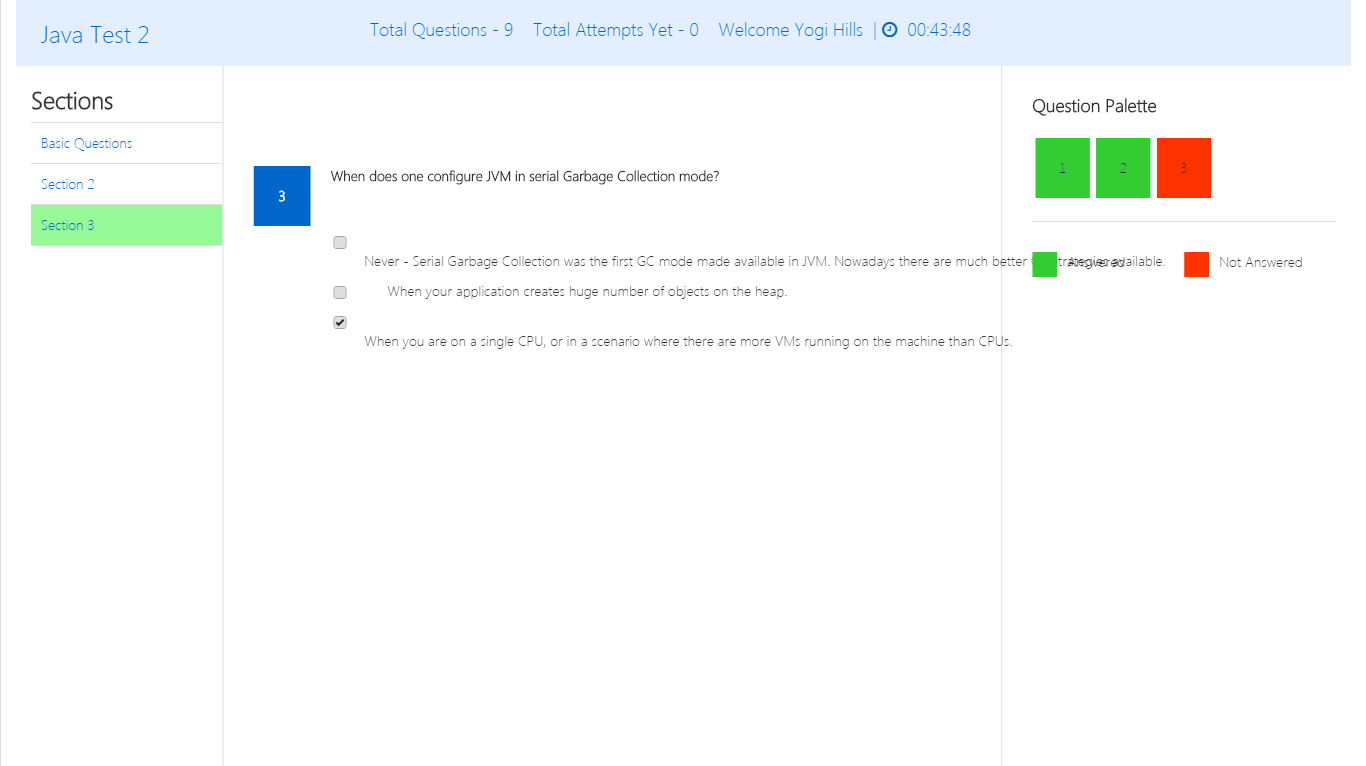 Java Test 2
Total Questions - 9 Total Attempts Yet - 0 Welcome Yogi Hills | 00:43:48
Sections
Basic Questions
Section 2
Section 3
3
When does one configure JVM in serial Garbage Collection mode?
Never - Serial Garbage Collection was the first GC mode made available in JVM. Nowadays there are much better strategies available.
When your application creates huge number of objects on the heap.
When you are on a single CPU, or in a scenario where there are more VMs running on the machine than CPUs.
Question Palette
1 2 3
Answered Not Answered